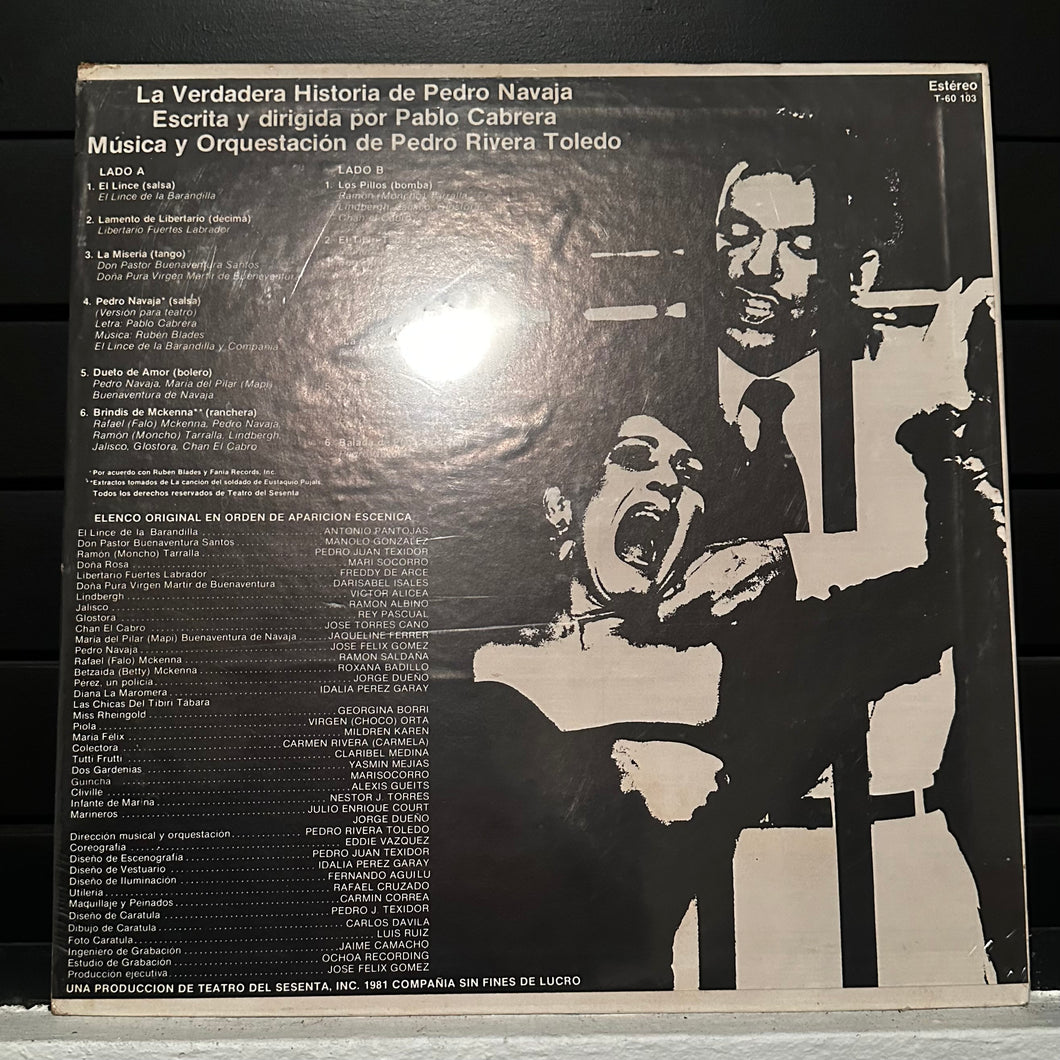 La Verdadera Historia de Pedro Navaja
Escrita y dirigida por Pablo Cabrera
Música y Orquestación de Pedro Rivera Toledo
Estéreo
T-60 103
LADO A
1. El Lince (salsa)
El Lince de la Barandilla
2. Lamento de Libertario (décima)
Libertario Fuertes Labrador
3. La Miseria (tango)
Don Pastor Buenaventura Santos
Doña Pura Virgen Martir de Buenaventura
4. Pedro Navaja* (salsa)
(Versión para teatro)
Letra: Pablo Cabrera
Música: Rubén Blades
El Lince de la Barandilla y Compañia
5. Dueto de Amor (bolero)
Pedro Navaja, Maria del Pilar (Mapi)
Buenaventura de Navaja
6. Brindis de Mckenna** (ranchera)
Rafael (Falo) Mckenna, Pedro Navaja,
Ramón (Moncho) Tarralla, Lindbergh,
Jalisco, Glostora, Chan El Cabro
LADO B
1. Los Pillos (bomba)
Ramón (Moncho) Tarralla
Lindbergh, Jalisco, Glostora
Chan el Cabro
2. El
6. Balada
*Por acuerdo con Ruben Blades y Fania Records, Inc.
**Extractos tomados de La canción del soldado de Eustaquio Pujals.
Todos los derechos reservados de Teatro del Sesenta
ELENCO ORIGINAL EN ORDEN DE APARICION ESCENICA
El Lince de la Barandilla ANTONIO PANTOJAS
Don Pastor Buenaventura Santos MANOLO GONZALEZ
Ramón (Moncho) Tarralla PEDRO JUAN TEXIDOR
Doña Rosa MARI SOCORRO
Libertario Fuertes Labrador FREDDY DE ARCE
Doña Pura Virgen Martir de Buenaventura DARISABEL ISALES
Lindbergh VICTOR ALICEA
Jalisco RAMON ALBINO
Glostora REY PASCUAL
Chan El Cabro JOSE TORRES CANO
Maria del Pilar (Mapi) Buenaventura de Navaja JAQUELINE FERRER
Pedro Navaja JOSE FELIX GOMEZ
Rafael (Falo) Mckenna RAMON SALDAÑA
Betzaida (Betty) Mckenna ROXANA BADILLO
Perez, un policia JORGE DUEÑO
Diana La Maromera IDALIA PEREZ GARAY
Las Chicas Del Tibiri Tábara
Miss Rheingold GEORGINA BORRI
Piola VIRGEN (CHOCO) ORTA
Maria Félix MILDREN KAREN
Colectora CARMEN RIVERA (CARMELA)
Tutti Frutti CLARIBEL MEDINA
Dos Gardenias YASMIN MEJIAS
Guincha MARISOCORRO
Cliville ALEXIS GUEITS
Infante de Marina NESTOR J. TORRES
Marineros JULIO ENRIQUE COURT
JORGE DUEÑO
Dirección musical y orquestación PEDRO RIVERA TOLEDO
Coreografia EDDIE VAZQUEZ
Diseño de Escenografia PEDRO JUAN TEXIDOR
Diseño de Vestuario IDALIA PEREZ GARAY
Diseño de Iluminación FERNANDO AGUILU
Utileria RAFAEL CRUZADO
Maquillaje y Peinados CARMIN CORREA
Diseño de Caratula PEDRO J. TEXIDOR
Dibujo de Caratula CARLOS DAVILA
Foto Caratula LUIS RUIZ
Ingeniero de Grabación JAIME CAMACHO
Estudio de Grabación OCHOA RECORDING
Produccion ejecutiva JOSE FELIX GOMEZ
UNA PRODUCCION DE TEATRO DEL SESENTA, INC. 1981 COMPAÑIA SIN FINES DE LUCRO